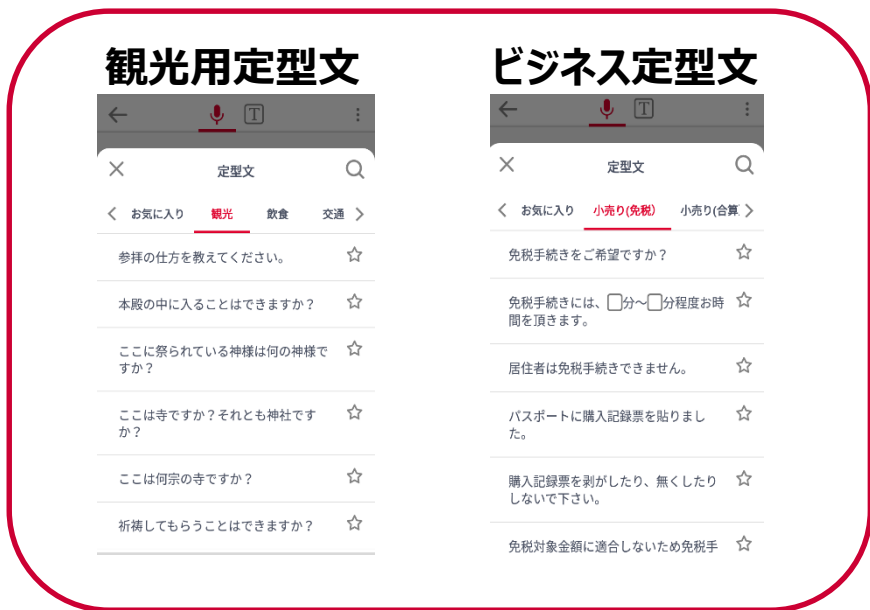 観光用定型文
T
定型文
お気に入り 観光 飲食 交通
参拝の仕方を教えてください。
本殿の中に入ることはできますか？
ここに祭られている神様は何の神様で
すか？
ここは寺ですか？それとも神社です
か？
ここは何宗の寺ですか？
祈祷してもらうことはできますか？
ビジネス定型文
T
定型文
お気に入り 小売り(免税) 小売り(合算
免税手続きをご希望ですか？
免税手続きには、□分～□分程度お時
間を頂きます。
居住者は免税手続きできません。
パスポートに購入記録票を貼りまし
た。
購入記録票を剥がしたり、無くしたり
しないで下さい。
免税対象金額に適合しないため免税手